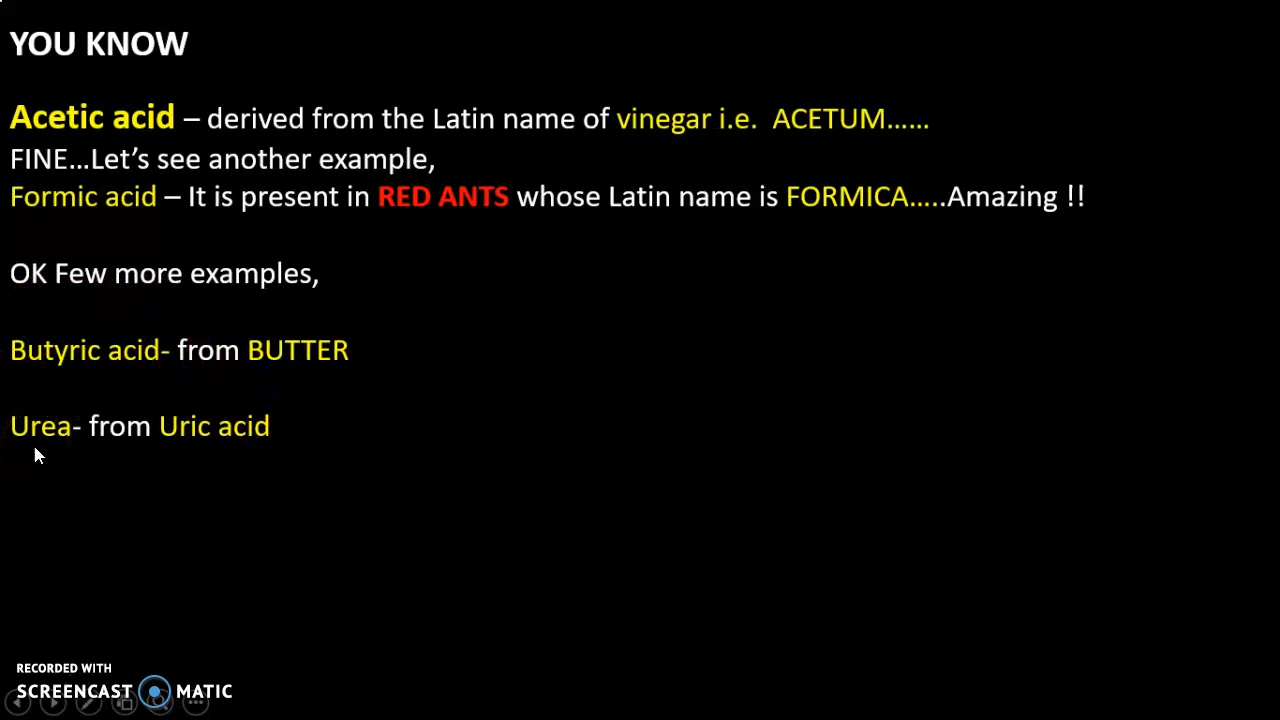 YOU KNOW
Acetic acid – derived from the Latin name of vinegar i.e. ACETUM……
FINE…Let’s see another example,
Formic acid – It is present in RED ANTS whose Latin name is FORMICA…..Amazing !!
OK Few more examples,
Butyric acid- from BUTTER
Urea- from Uric acid
RECORDED WITH
SCREENCAST MATIC